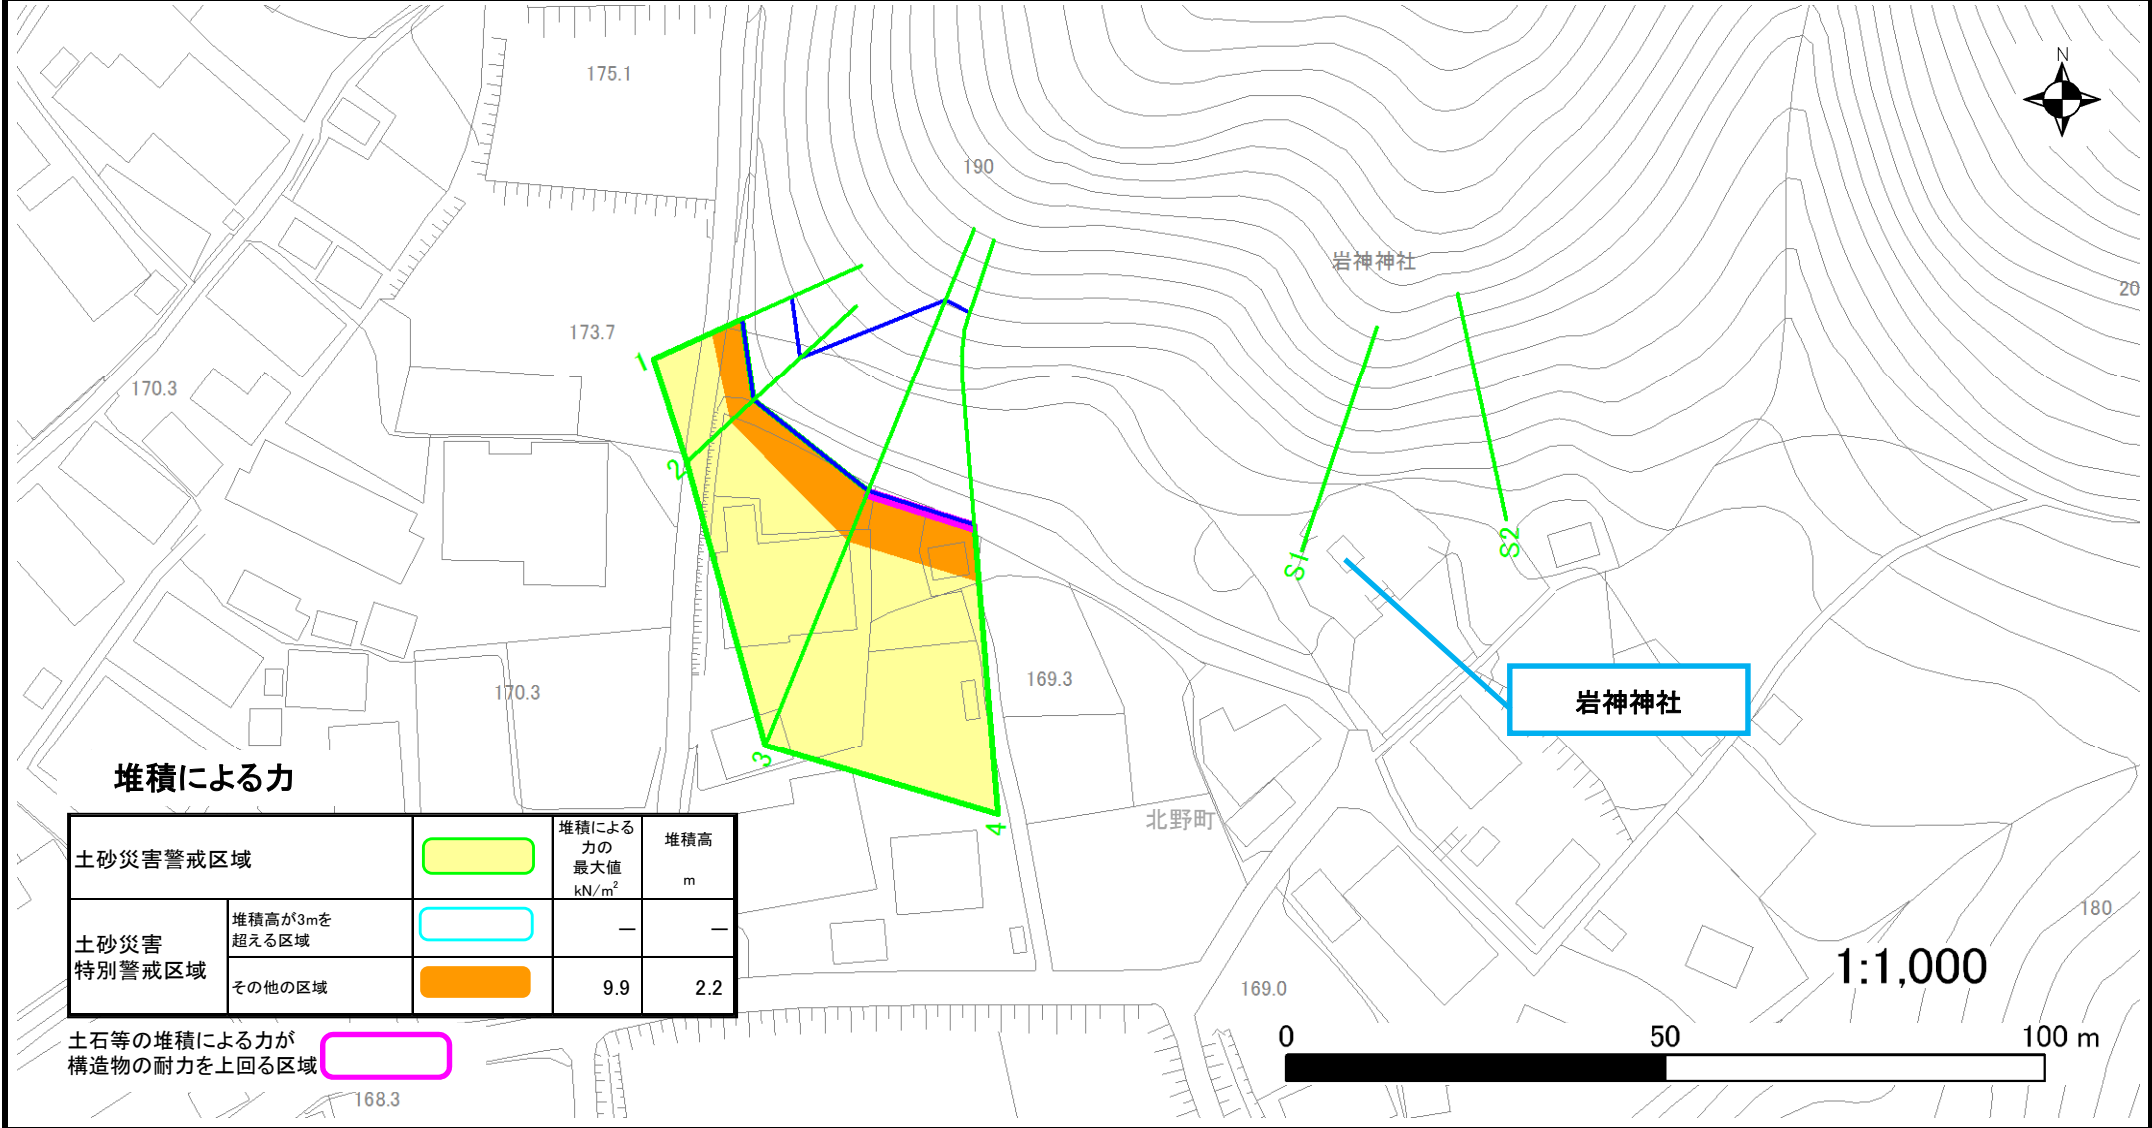 175.1
N
190
岩神神社
20
173.7
170.3
1
2
S1
S2
170.3
169.3
岩神神社
3
4
北野町
堆積による力
土砂災害警戒区域
堆積による
力の
最大値
kN/m²
堆積高
m
土砂災害
特別警戒区域
堆積高が3mを
超える区域
―
―
その他の区域
9.9
2.2
土石等の堆積による力が
構造物の耐力を上回る区域
168.3
180
169.0
1:1,000
0
50
100 m